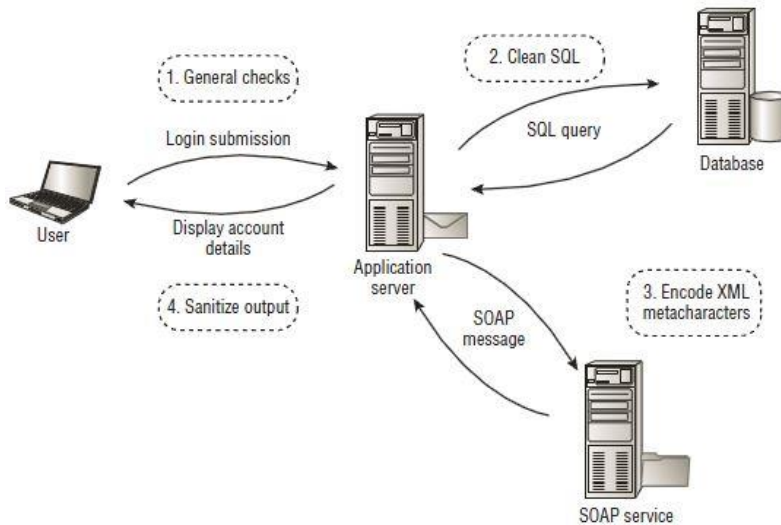 1. General checks
2. Clean SQL
Login submission
SQL query
Database
User
Display account
details
Application
server
4. Sanitize output
3. Encode XML
metacharacters
SOAP
message
SOAP service